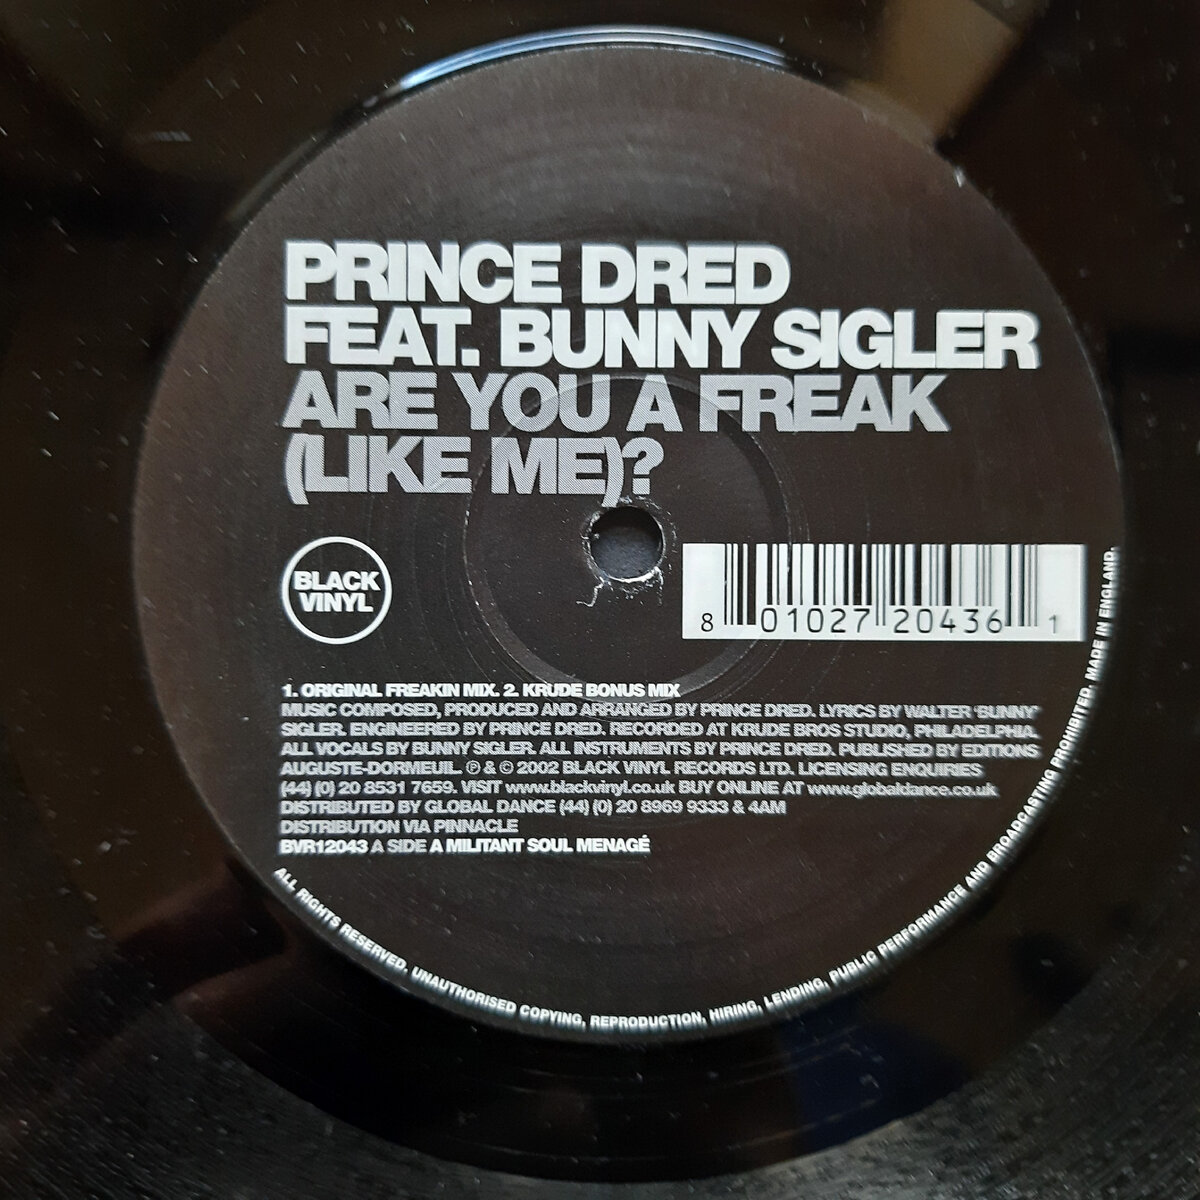 PRINCE DRED
FEAT. BUNNY SIGLER
ARE YOU A FREAK
(LIKE ME)?
BLACK
VINYL
8 01027 20436 1
1. ORIGINAL FREAKIN MIX. 2. KRUDE BONUS MIX
MUSIC COMPOSED, PRODUCED AND ARRANGED BY PRINCE DRED. LYRICS BY WALTER 'BUNNY'
SIGLER. ENGINEERED BY PRINCE DRED. RECORDED AT KRUDE BROS STUDIO, PHILADELPHIA.
ALL VOCALS BY BUNNY SIGLER. ALL INSTRUMENTS BY PRINCE DRED. PUBLISHED BY EDITIONS
AUGUSTE-DORMEUIL. ℗ & © 2002 BLACK VINYL RECORDS LTD. LICENSING ENQUIRIES
(44) (0) 20 8531 7659. VISIT www.blackvinyl.co.uk BUY ONLINE AT www.globaldance.co.uk
DISTRIBUTED BY GLOBAL DANCE (44) (0) 20 8969 9333 & 4AM
DISTRIBUTION VIA PINNACLE
BVR12043 A SIDE A MILITANT SOUL MENAGÉ
ALL RIGHTS RESERVED. UNAUTHORISED COPYING, REPRODUCTION, HIRING, LENDING, PUBLIC PERFORMANCE AND BROADCASTING PROHIBITED. MADE IN ENGLAND.